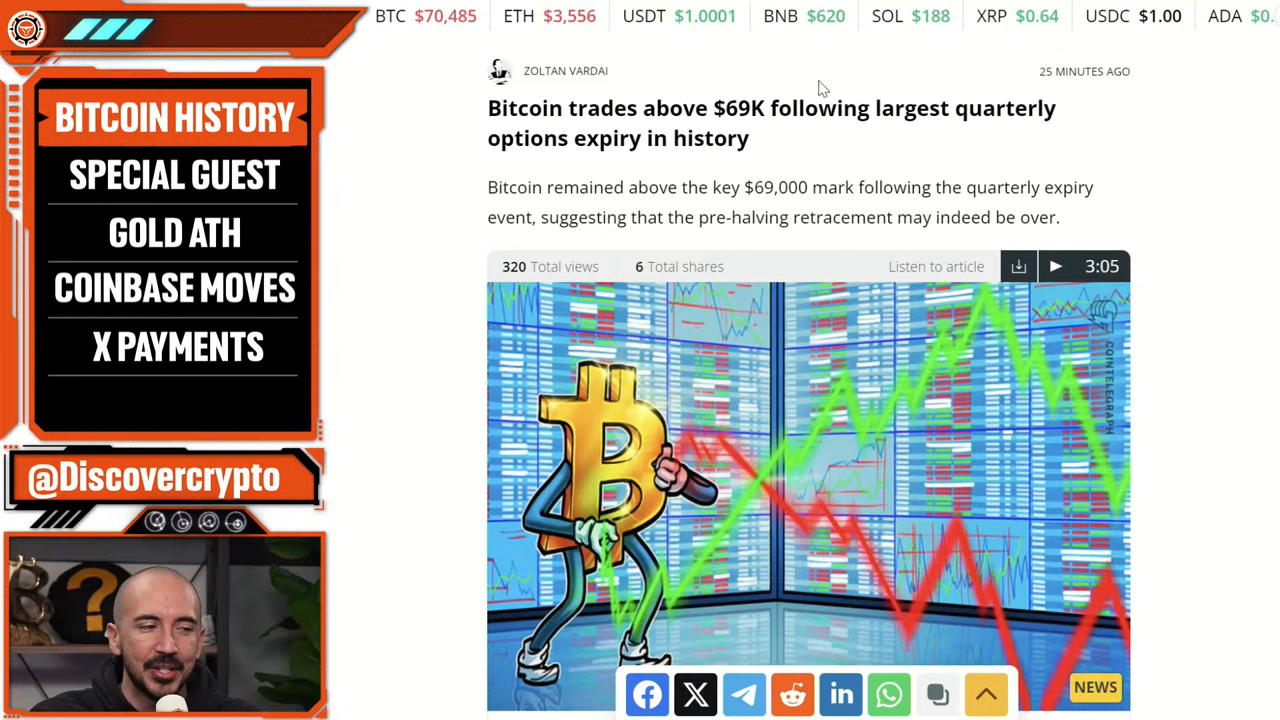 BTC $70,485 ETH $3,556 USDT $1.0001 BNB $620 SOL $188 XRP $0.64 USDC $1.00 ADA $0.
BITCOIN HISTORY
SPECIAL GUEST
GOLD ATH
COINBASE MOVES
X PAYMENTS
@Discovercrypto
ZOLTAN VARDAI
25 MINUTES AGO
Bitcoin trades above $69K following largest quarterly
options expiry in history
Bitcoin remained above the key $69,000 mark following the quarterly expiry
event, suggesting that the pre-halving retracement may indeed be over.
320 Total views 6 Total shares Listen to article 3:05
COINTELEGRAPH
NEWS